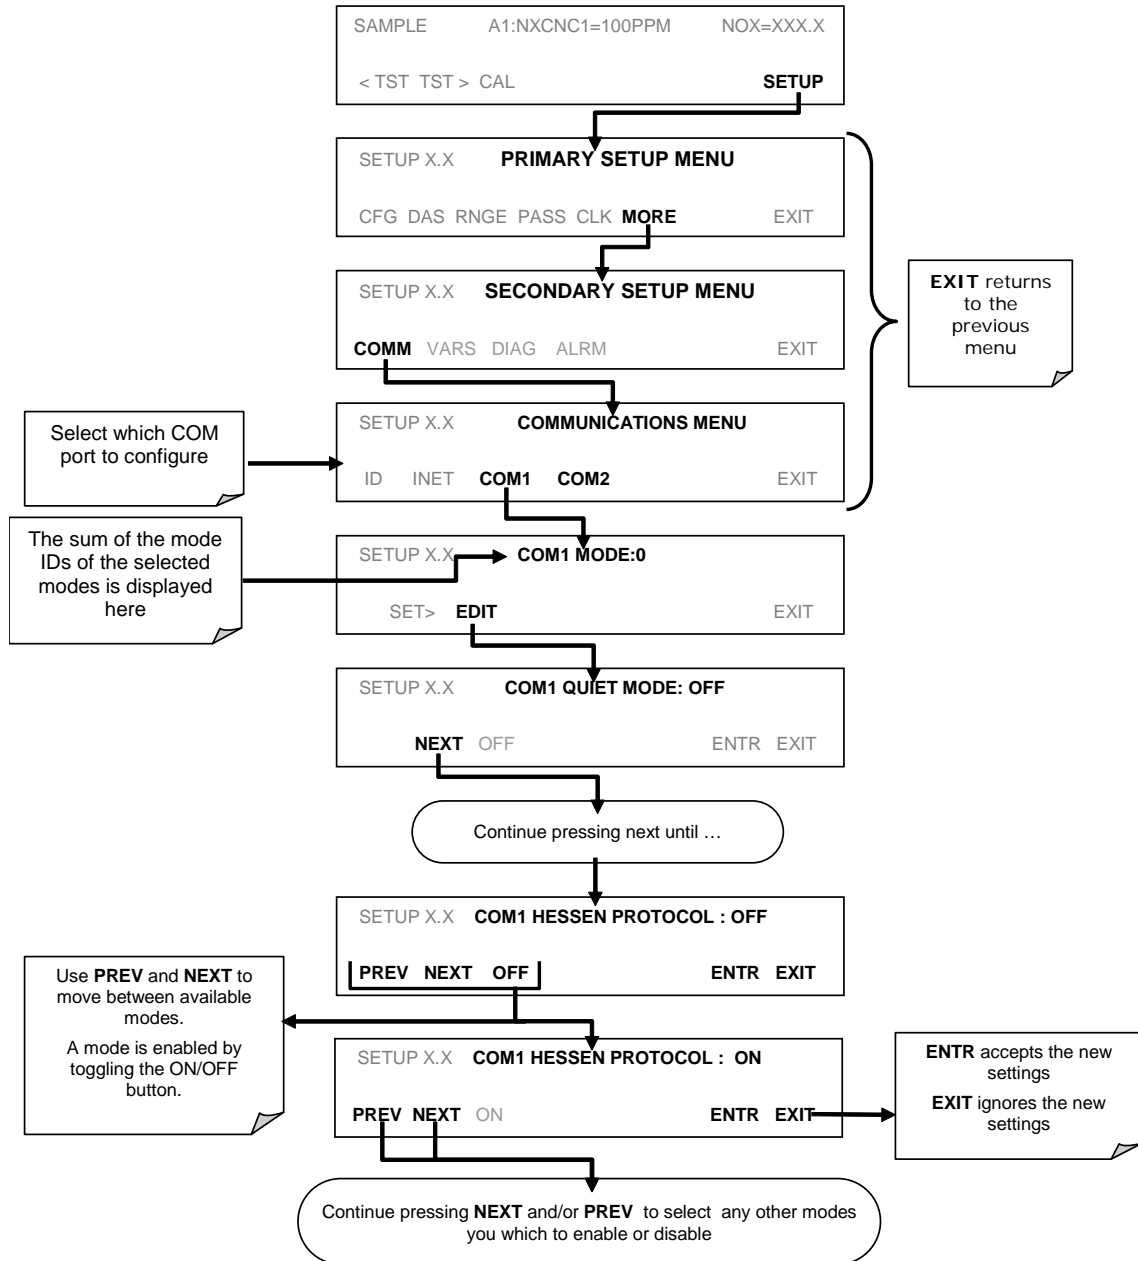 SAMPLE A1:NXCNC1=100PPM NOX=XXX.X
< TST TST > CAL SETUP
SETUP X.X PRIMARY SETUP MENU
CFG DAS RNGE PASS CLK MORE EXIT
SETUP X.X SECONDARY SETUP MENU
COMM VARS DIAG ALRM EXIT
EXIT returns
to the
previous
menu
Select which COM
port to configure
SETUP X.X COMMUNICATIONS MENU
ID INET COM1 COM2 EXIT
The sum of the mode
IDs of the selected
modes is displayed
here
SETUP X.X COM1 MODE:0
SET> EDIT EXIT
SETUP X.X COM1 QUIET MODE: OFF
NEXT OFF ENTR EXIT
Continue pressing next until …
SETUP X.X COM1 HESSEN PROTOCOL : OFF
PREV NEXT OFF ENTR EXIT
Use PREV and NEXT to
move between available
modes.
A mode is enabled by
toggling the ON/OFF
button.
SETUP X.X COM1 HESSEN PROTOCOL : ON
PREV NEXT ON ENTR EXIT
ENTR accepts the new
settings
EXIT ignores the new
settings
Continue pressing NEXT and/or PREV to select any other modes
you which to enable or disable